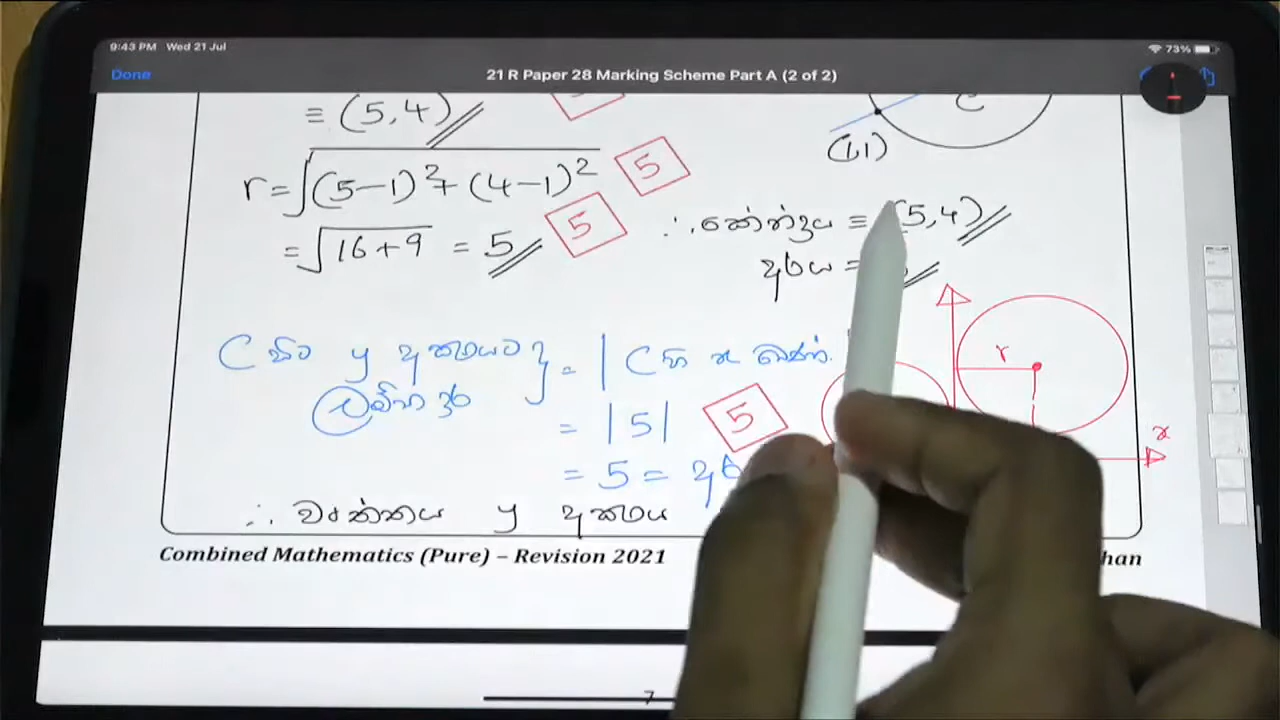 9:43 PM Wed 21 Jul
73%
Done
21 R Paper 28 Marking Scheme Part A (2 of 2)
≡ (5,4)
C
(1,1)
r = √(5-1)² + (4-1)² 5
= √16+9 = 5 5
∴ කේන්ද්‍රය ≡ (5,4)
අරය =
C සිට y අක්ෂයට ඇ = | C හි x ඛණ්.
ලම්භ දුර
= |5| 5
= 5 =
r
x
∴ වෘත්තය y අක්ෂය
Combined Mathematics (Pure) – Revision 2021
7